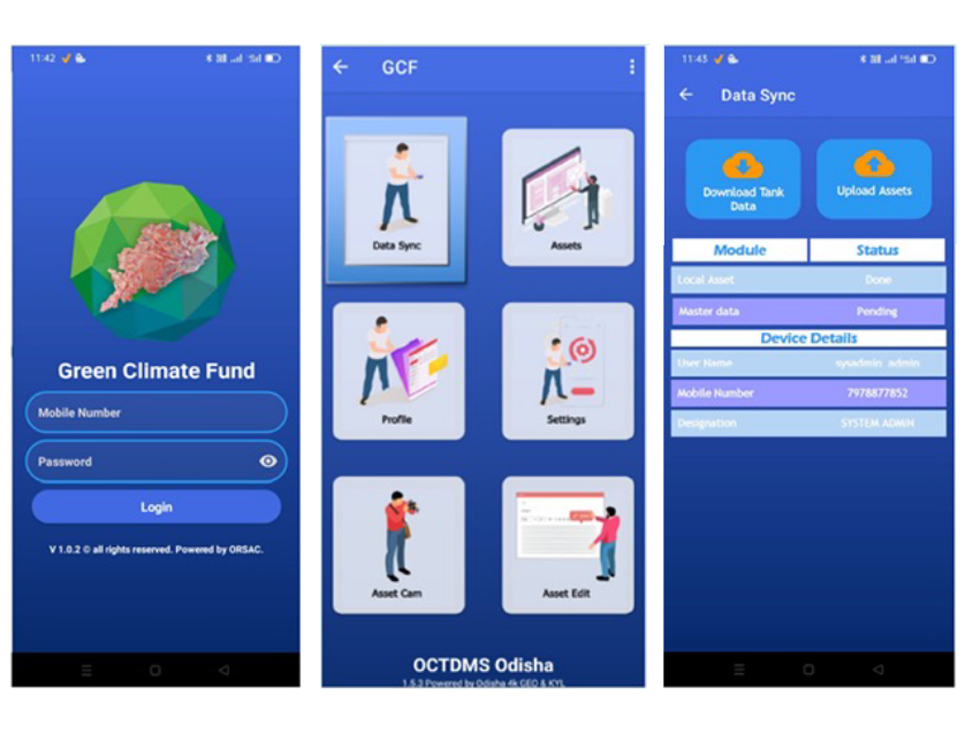 11:42
Green Climate Fund
Mobile Number
Password
Login
V 1.0.2 © all rights reserved. Powered by ORSAC.
GCF
Data Sync
Assets
Profile
Settings
Asset Cam
Asset Edit
OCTDMS Odisha
1.5.3 Powered by Odisha 4k GEO & KYL
11:43
Data Sync
Download Tank
Data
Upload Assets
Module Status
Local Asset Done
Master data Pending
Device Details
User Name sysadmin admin
Mobile Number 7978877852
Designation SYSTEM ADMIN